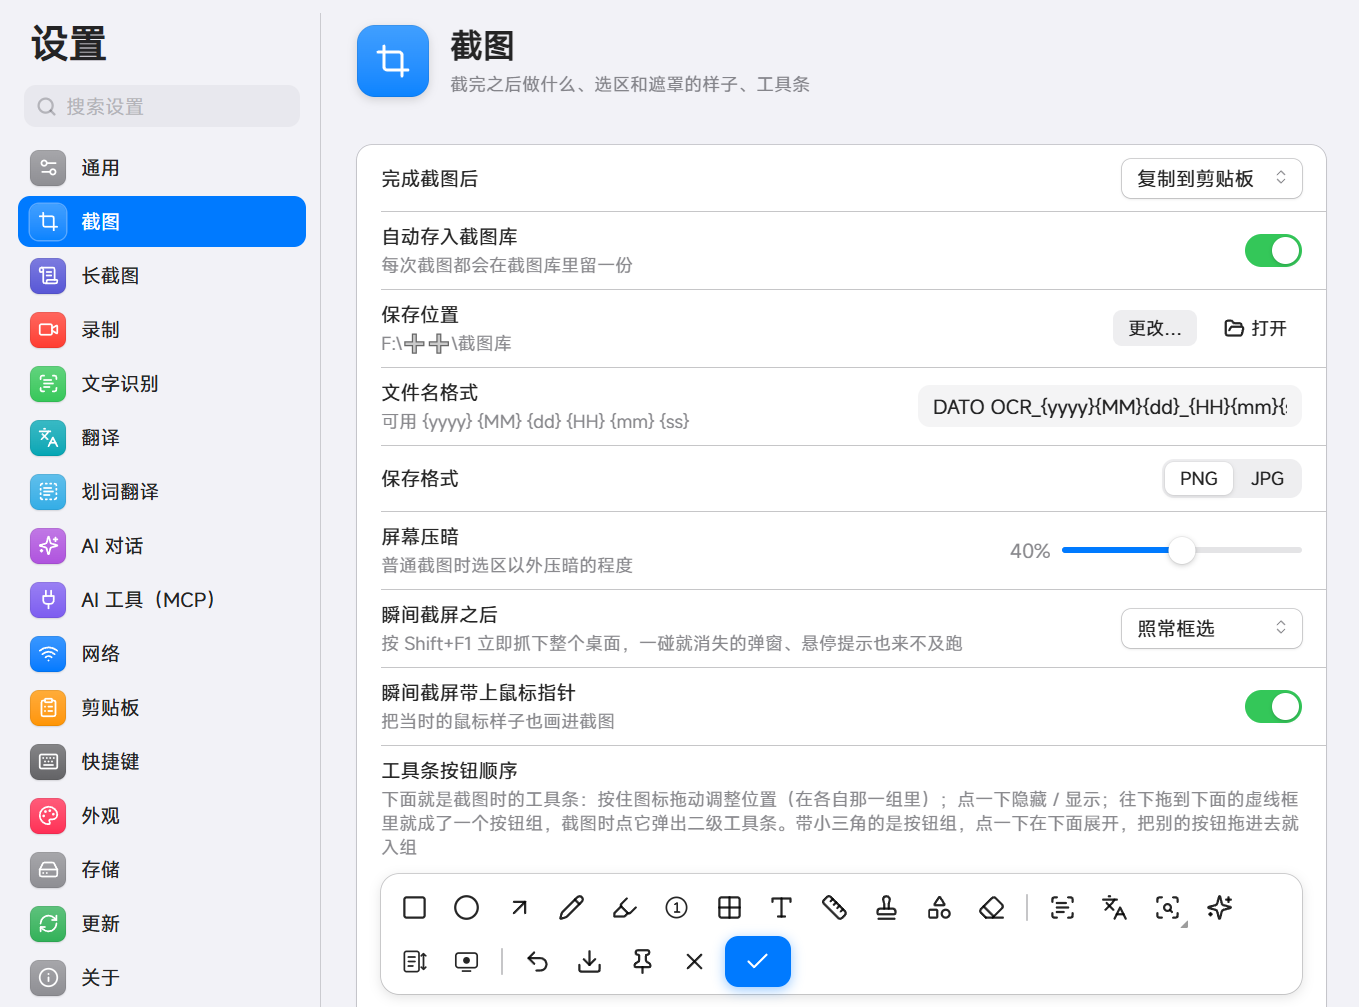 设置
搜索设置
通用
截图
长截图
录制
文字识别
翻译
划词翻译
AI 对话
AI 工具（MCP）
网络
剪贴板
快捷键
外观
存储
更新
关于
截图
截完之后做什么、选区和遮罩的样子、工具条
完成截图后
复制到剪贴板
自动存入截图库
每次截图都会在截图库里留一份
保存位置
F:\➕➕\截图库
更改...
打开
文件名格式
可用 {yyyy} {MM} {dd} {HH} {mm} {ss}
DATO OCR_{yyyy}{MM}{dd}_{HH}{mm}{s
保存格式
PNG
JPG
屏幕压暗
普通截图时选区以外压暗的程度
40%
瞬间截屏之后
按 Shift+F1 立即抓下整个桌面，一碰就消失的弹窗、悬停提示也来不及跑
照常框选
瞬间截屏带上鼠标指针
把当时的鼠标样子也画进截图
工具条按钮顺序
下面就是截图时的工具条：按住图标拖动调整位置（在各自那一组里）；点一下隐藏 / 显示；往下拖到下面的虚线框
里就成了一个按钮组，截图时点它弹出二级工具条。带小三角的是按钮组，点一下在下面展开，把别的按钮拖进去就
入组